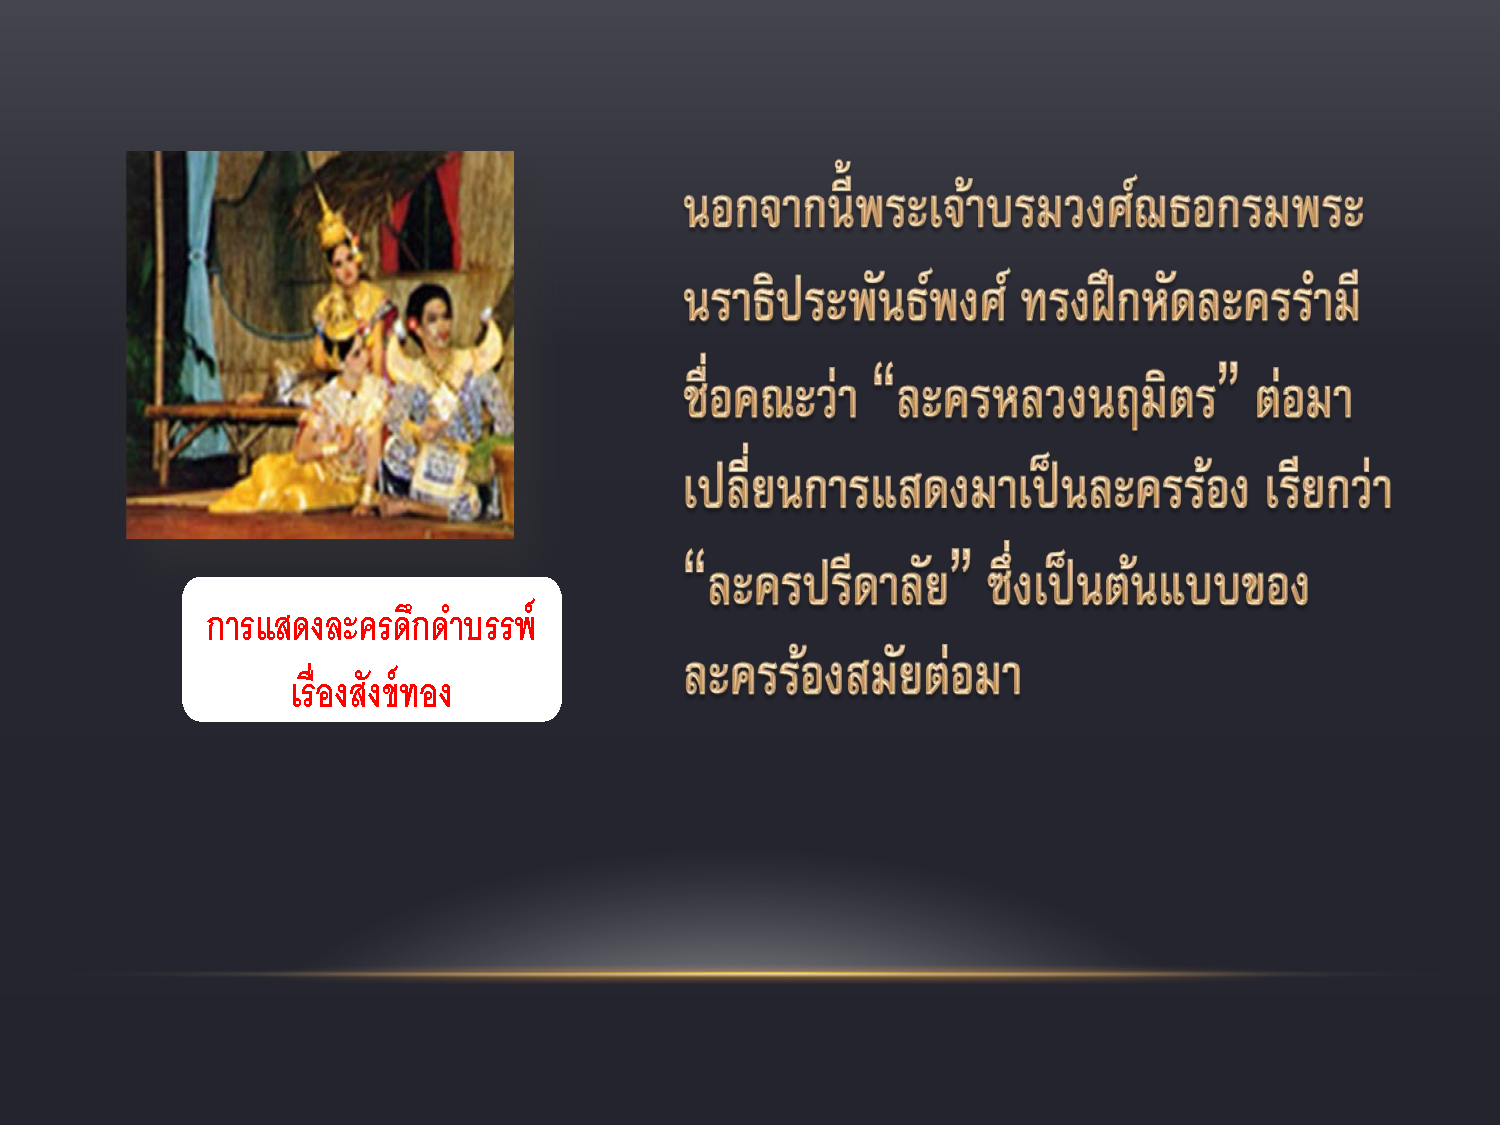 นอกจากนี้พระเจ้าบรมวงศ์ฌธอกรมพระ
นราธิประพันธ์พงศ์ ทรงฝึกหัดละครรำมี
ชื่อคณะว่า “ละครหลวงนฤมิตร” ต่อมา
เปลี่ยนการแสดงมาเป็นละครร้อง เรียกว่า
“ละครปรีดาลัย” ซึ่งเป็นต้นแบบของ
ละครร้องสมัยต่อมา
การแสดงละครดึกดำบรรพ์
เรื่องสังข์ทอง